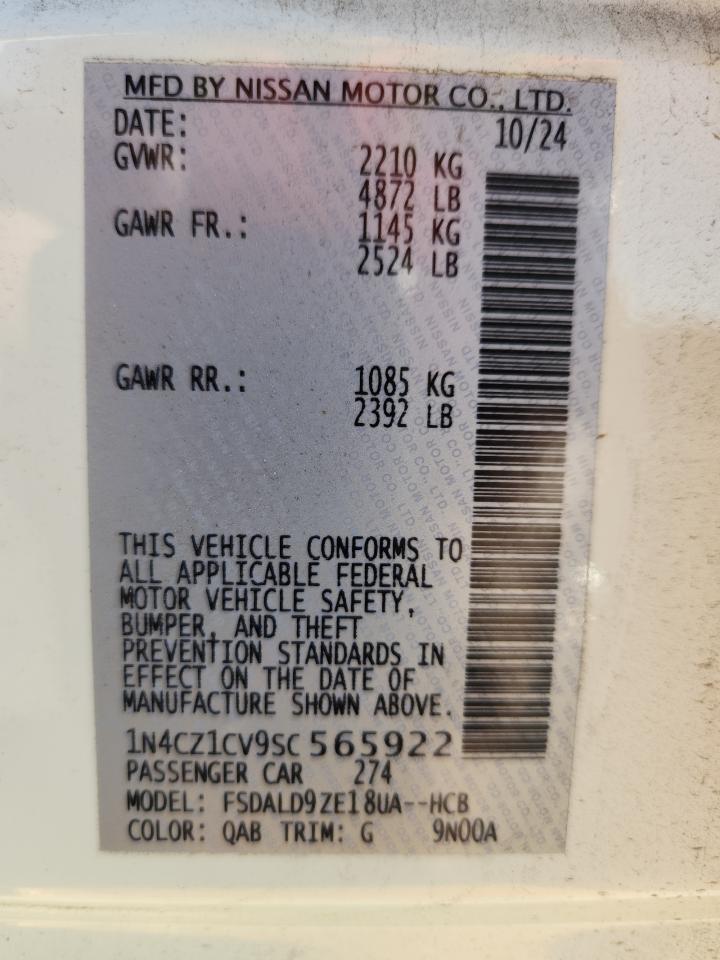 MFD BY NISSAN MOTOR CO., LTD.
DATE: 10/24
GVWR: 2210 KG
4872 LB
GAWR FR.: 1145 KG
2524 LB
GAWR RR.: 1085 KG
2392 LB
THIS VEHICLE CONFORMS TO
ALL APPLICABLE FEDERAL
MOTOR VEHICLE SAFETY,
BUMPER, AND THEFT
PREVENTION STANDARDS IN
EFFECT ON THE DATE OF
MANUFACTURE SHOWN ABOVE.
1N4CZ1CV9SC565922
PASSENGER CAR 274
MODEL: FSDALD9ZE18UA--HCB
COLOR: QAB TRIM: G 9N00A